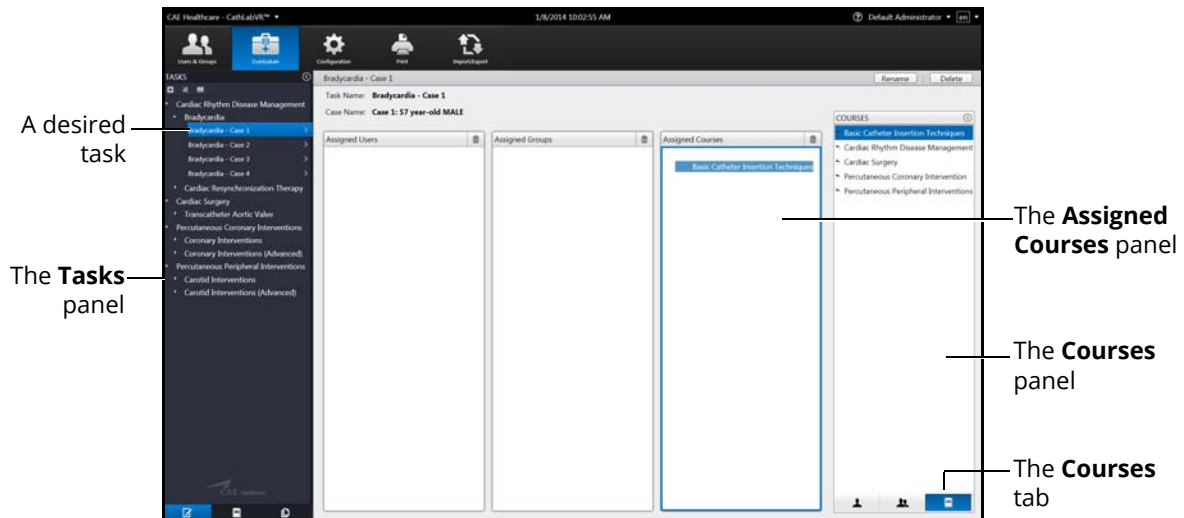 CAE Healthcare - CathLabVR™
1/8/2014 10:02:55 AM
Default Administrator
en
Users & Groups
Curriculum
Configuration
Print
Import/Export
TASKS
Cardiac Rhythm Disease Management
Bradycardia
Bradycardia - Case 1
Bradycardia - Case 2
Bradycardia - Case 3
Bradycardia - Case 4
Cardiac Resynchronization Therapy
Cardiac Surgery
Transcatheter Aortic Valve
Percutaneous Coronary Interventions
Coronary Interventions
Coronary Interventions (Advanced)
Percutaneous Peripheral Interventions
Carotid Interventions
Carotid Interventions (Advanced)
CAE Healthcare
Bradycardia - Case 1
Rename
Delete
Task Name: Bradycardia - Case 1
Case Name: Case 1: 57 year-old MALE
Assigned Users
Assigned Groups
Assigned Courses
Basic Catheter Insertion Techniques
COURSES
Basic Catheter Insertion Techniques
Cardiac Rhythm Disease Management
Cardiac Surgery
Percutaneous Coronary Intervention
Percutaneous Peripheral Interventions
A desired
task
The Tasks
panel
The Assigned
Courses panel
The Courses
panel
The Courses
tab